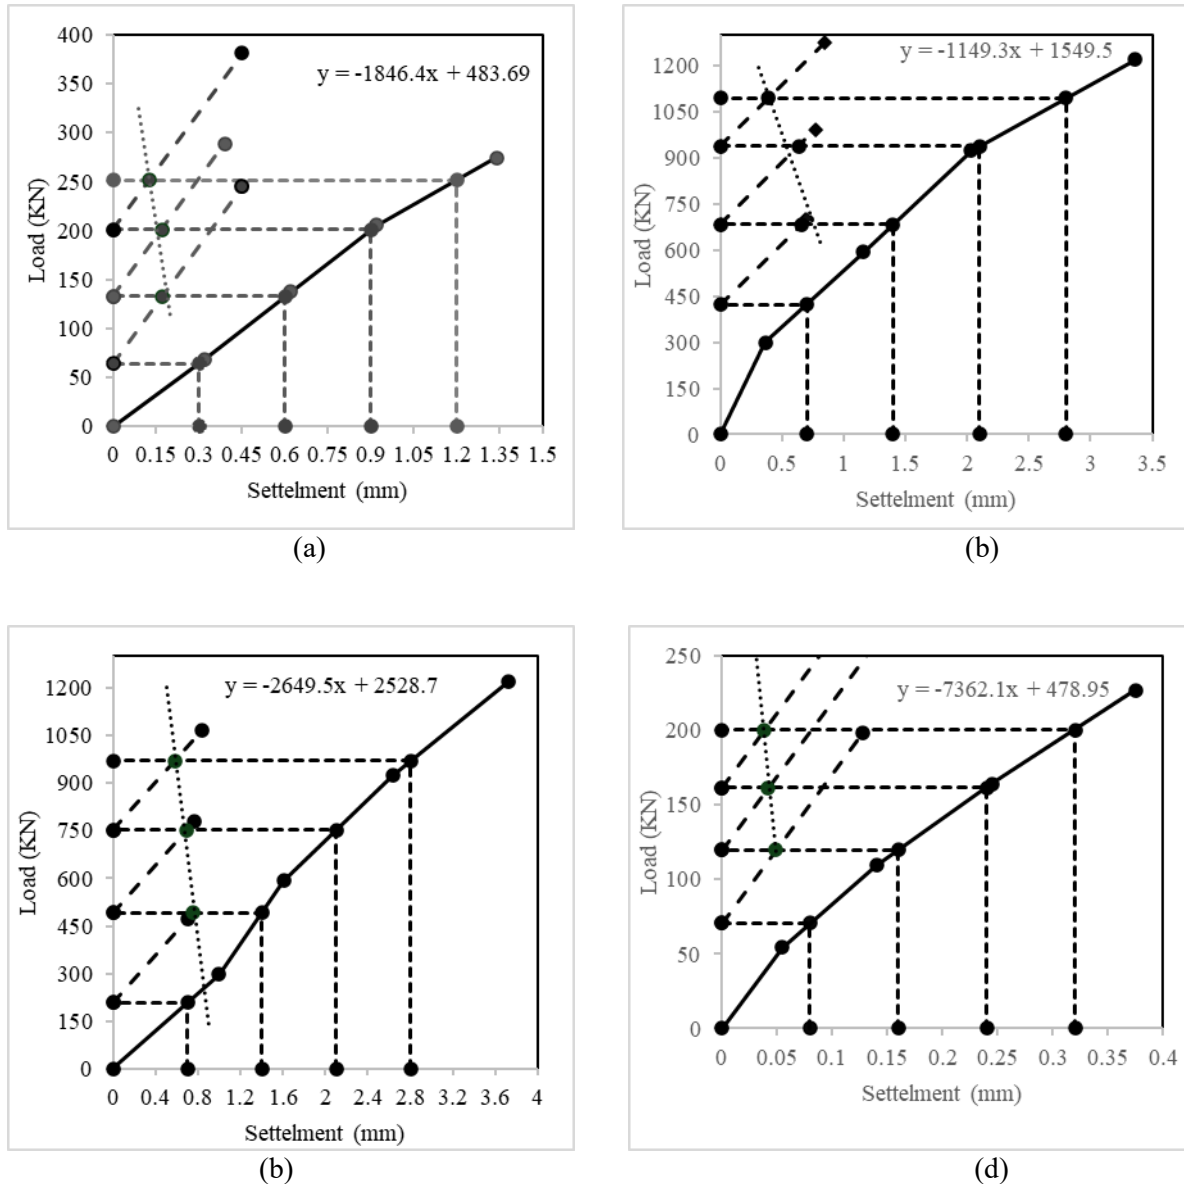 y = -1846.4x + 483.69
400
350
300
250
200
150
100
50
0
Load (KN)
0 0.15 0.3 0.45 0.6 0.75 0.9 1.05 1.2 1.35 1.5
Settelment (mm)
(a)
y = -1149.3x + 1549.5
1200
1050
900
750
600
450
300
150
0
Load (KN)
0 0.5 1 1.5 2 2.5 3 3.5
Settelment (mm)
(b)
y = -2649.5x + 2528.7
1200
1050
900
750
600
450
300
150
0
Load (KN)
0 0.4 0.8 1.2 1.6 2 2.4 2.8 3.2 3.6 4
Settelment (mm)
(b)
y = -7362.1x + 478.95
250
200
150
100
50
0
Load (KN)
0 0.05 0.1 0.15 0.2 0.25 0.3 0.35 0.4
Settelment (mm)
(d)